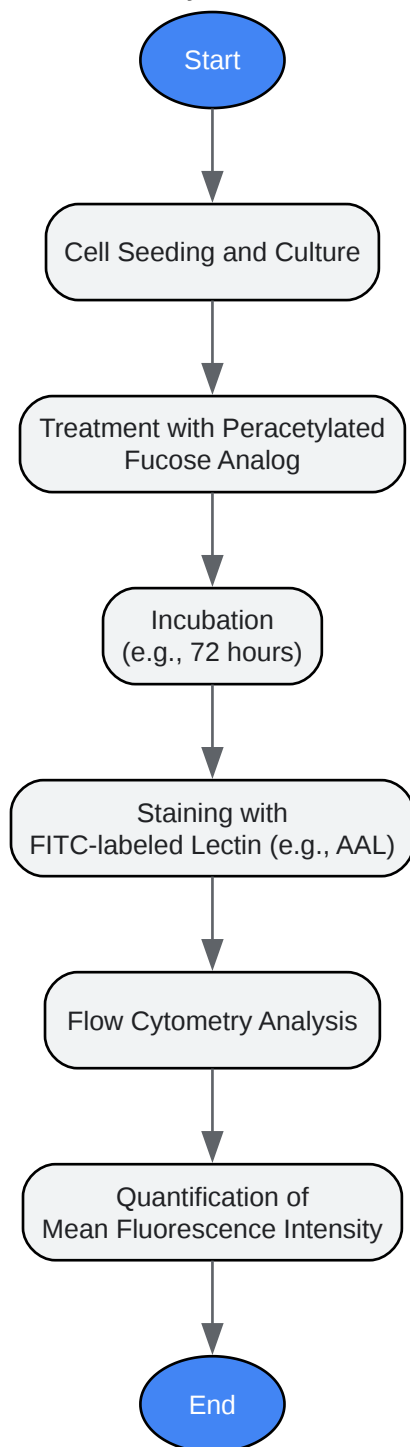 Start
Cell Seeding and Culture
Treatment with Peracetylated
Fucose Analog
Incubation
(e.g., 72 hours)
Staining with
FITC-labeled Lectin (e.g., AAL)
Flow Cytometry Analysis
Quantification of
Mean Fluorescence Intensity
End